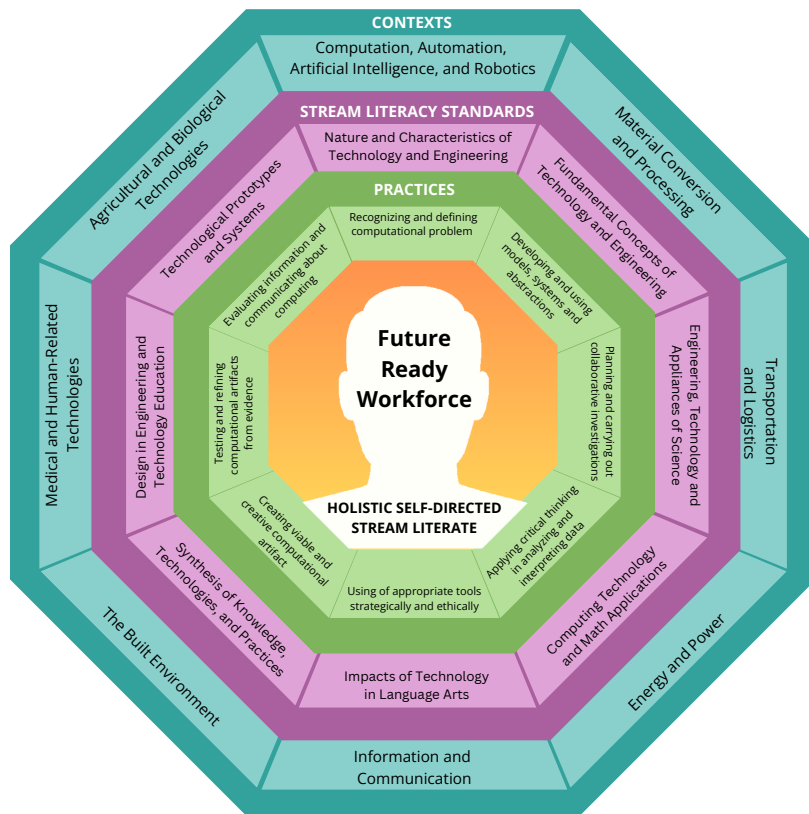 CONTEXTS
Computation, Automation,
Artificial Intelligence, and Robotics
Material Conversion
and Processing
Transportation
and Logistics
Energy and Power
Information and
Communication
The Built Environment
Medical and Human-Related
Technologies
Agricultural and Biological
Technologies
STREAM LITERACY STANDARDS
Nature and Characteristics of
Technology and Engineering
Fundamental Concepts of
Technology and Engineering
Engineering, Technology and
Appliances of Science
Computing Technology
and Math Applications
Impacts of Technology
in Language Arts
Synthesis of Knowledge,
Technologies, and Practices
Design in Engineering and
Technology Education
Technological Prototypes
and Systems
PRACTICES
Recognizing and defining
computational problem
Developing and using
models, systems and
abstractions
Planning and carrying out
collaborative investigations
Applying critical thinking
in analyzing and
interpreting data
Using of appropriate tools
strategically and ethically
Creating viable and
creative computational
artifact
Testing and refining
computational artifacts
from evidence
Evaluating information and
communicating about
computing
Future
Ready
Workforce
HOLISTIC SELF-DIRECTED
STREAM LITERATE